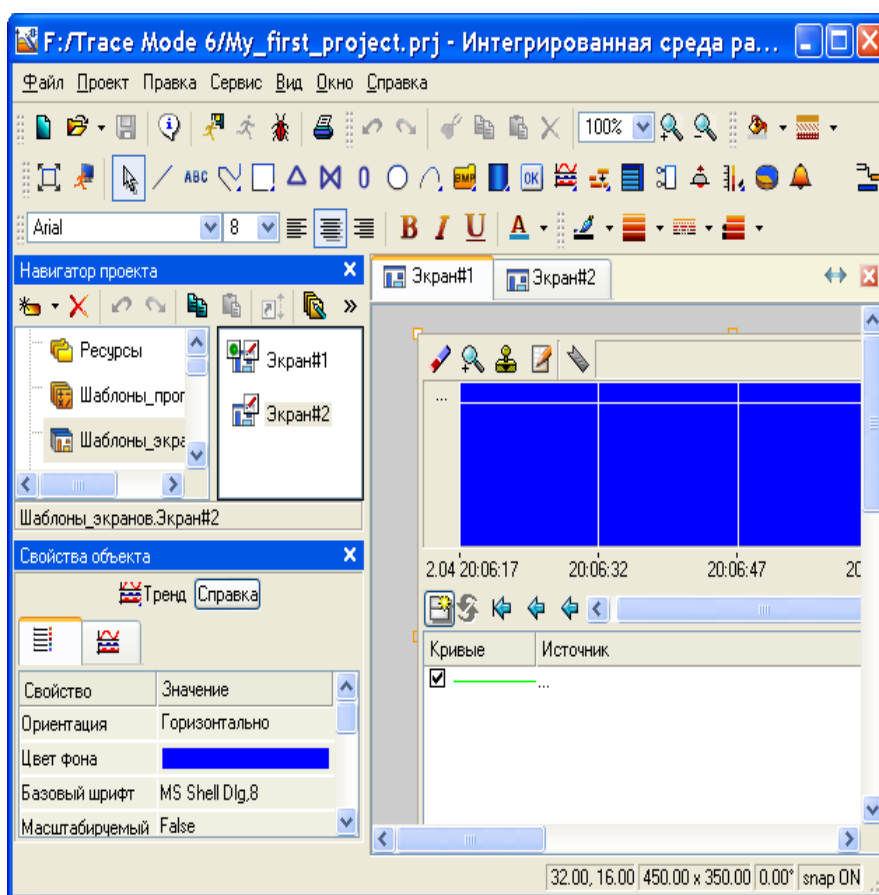 F:/Trace Mode 6/My_first_project.prj - Интегрированная среда ра...
Файл Проект Правка Сервис Вид Окно Справка
100%
ABC BMP OK
Arial 8 B I U A
Навигатор проекта
Экран#1 Экран#2
Ресурсы
Шаблоны_прог
Шаблоны_экра
Экран#1
Экран#2
Шаблоны_экранов.Экран#2
Свойства объекта
Тренд Справка
Свойство Значение
Ориентация Горизонтально
Цвет фона
Базовый шрифт MS Shell Dlg,8
Масштабирчемый False
...
2.04 20:06:17 20:06:32 20:06:47 20
Кривые Источник
...
32.00, 16.00 450.00 x 350.00 0.00° snap ON